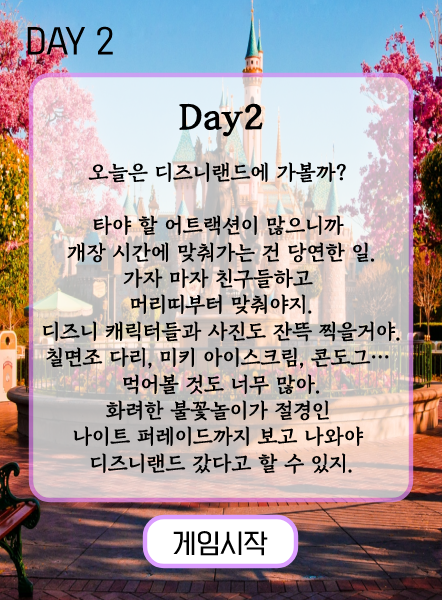 DAY 2
Day2
오늘은 디즈니랜드에 가볼까?
타야 할 어트랙션이 많으니까
개장 시간에 맞춰가는 건 당연한 일.
가자 마자 친구들하고
머리띠부터 맞춰야지.
디즈니 캐릭터들과 사진도 잔뜩 찍을거야.
칠면조 다리, 미키 아이스크림, 콘도그…
먹어볼 것도 너무 많아.
화려한 불꽃놀이가 절경인
나이트 퍼레이드까지 보고 나와야
디즈니랜드 갔다고 할 수 있지.
게임시작